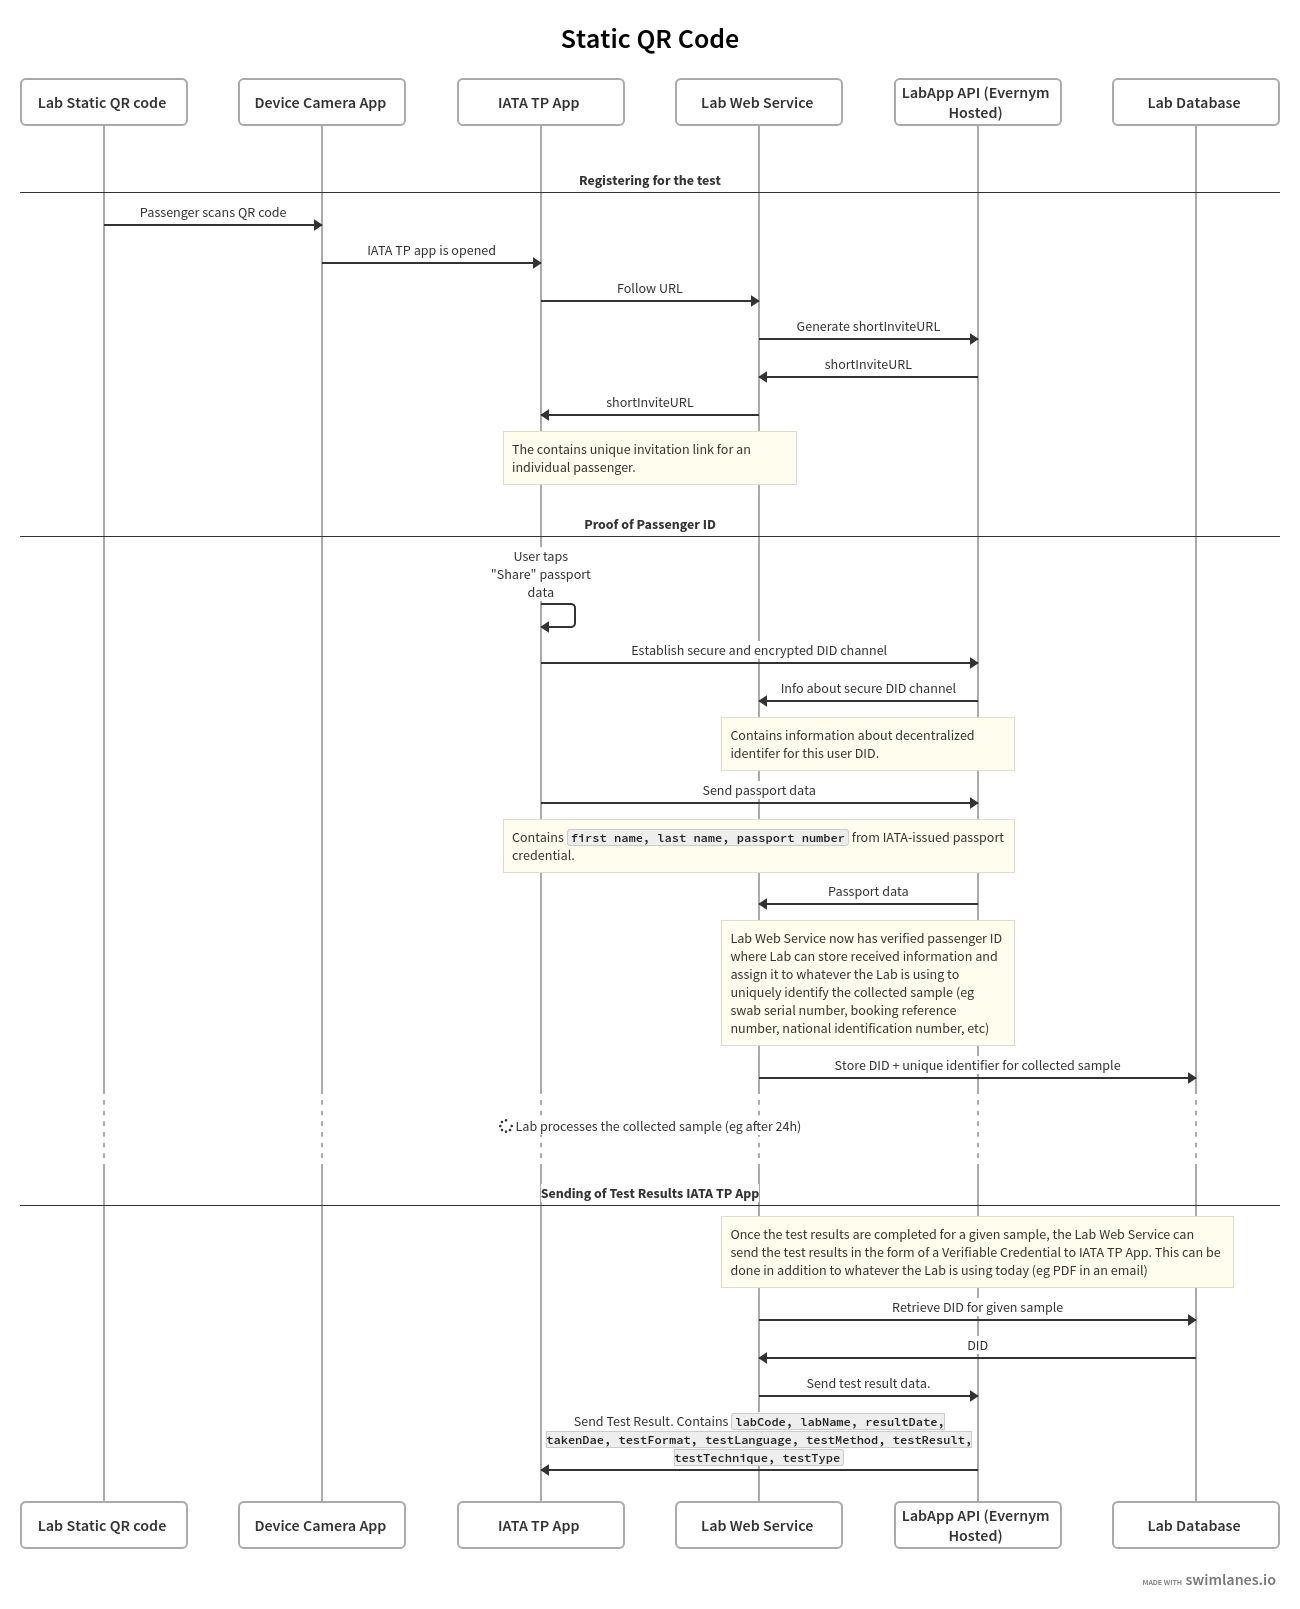 Static QR Code
Lab Static QR code
Device Camera App
IATA TP App
Lab Web Service
LabApp API (Evernym
Hosted)
Lab Database
Registering for the test
Passenger scans QR code
IATA TP app is opened
Follow URL
Generate shortInviteURL
shortInviteURL
shortInviteURL
The contains unique invitation link for an
individual passenger.
Proof of Passenger ID
User taps
"Share" passport
data
Establish secure and encrypted DID channel
Info about secure DID channel
Contains information about decentralized
identifer for this user DID.
Send passport data
Contains first name, last name, passport number from IATA-issued passport
credential.
Passport data
Lab Web Service now has verified passenger ID
where Lab can store received information and
assign it to whatever the Lab is using to
uniquely identify the collected sample (eg
swab serial number, booking reference
number, national identification number, etc)
Store DID + unique identifier for collected sample
Lab processes the collected sample (eg after 24h)
Sending of Test Results IATA TP App
Once the test results are completed for a given sample, the Lab Web Service can
send the test results in the form of a Verifiable Credential to IATA TP App. This can be
done in addition to whatever the Lab is using today (eg PDF in an email)
Retrieve DID for given sample
DID
Send test result data.
Send Test Result. Contains labCode, labName, resultDate,
takenDae, testFormat, testLanguage, testMethod, testResult,
testTechnique, testType
Lab Static QR code
Device Camera App
IATA TP App
Lab Web Service
LabApp API (Evernym
Hosted)
Lab Database
MADE WITH swimlanes.io